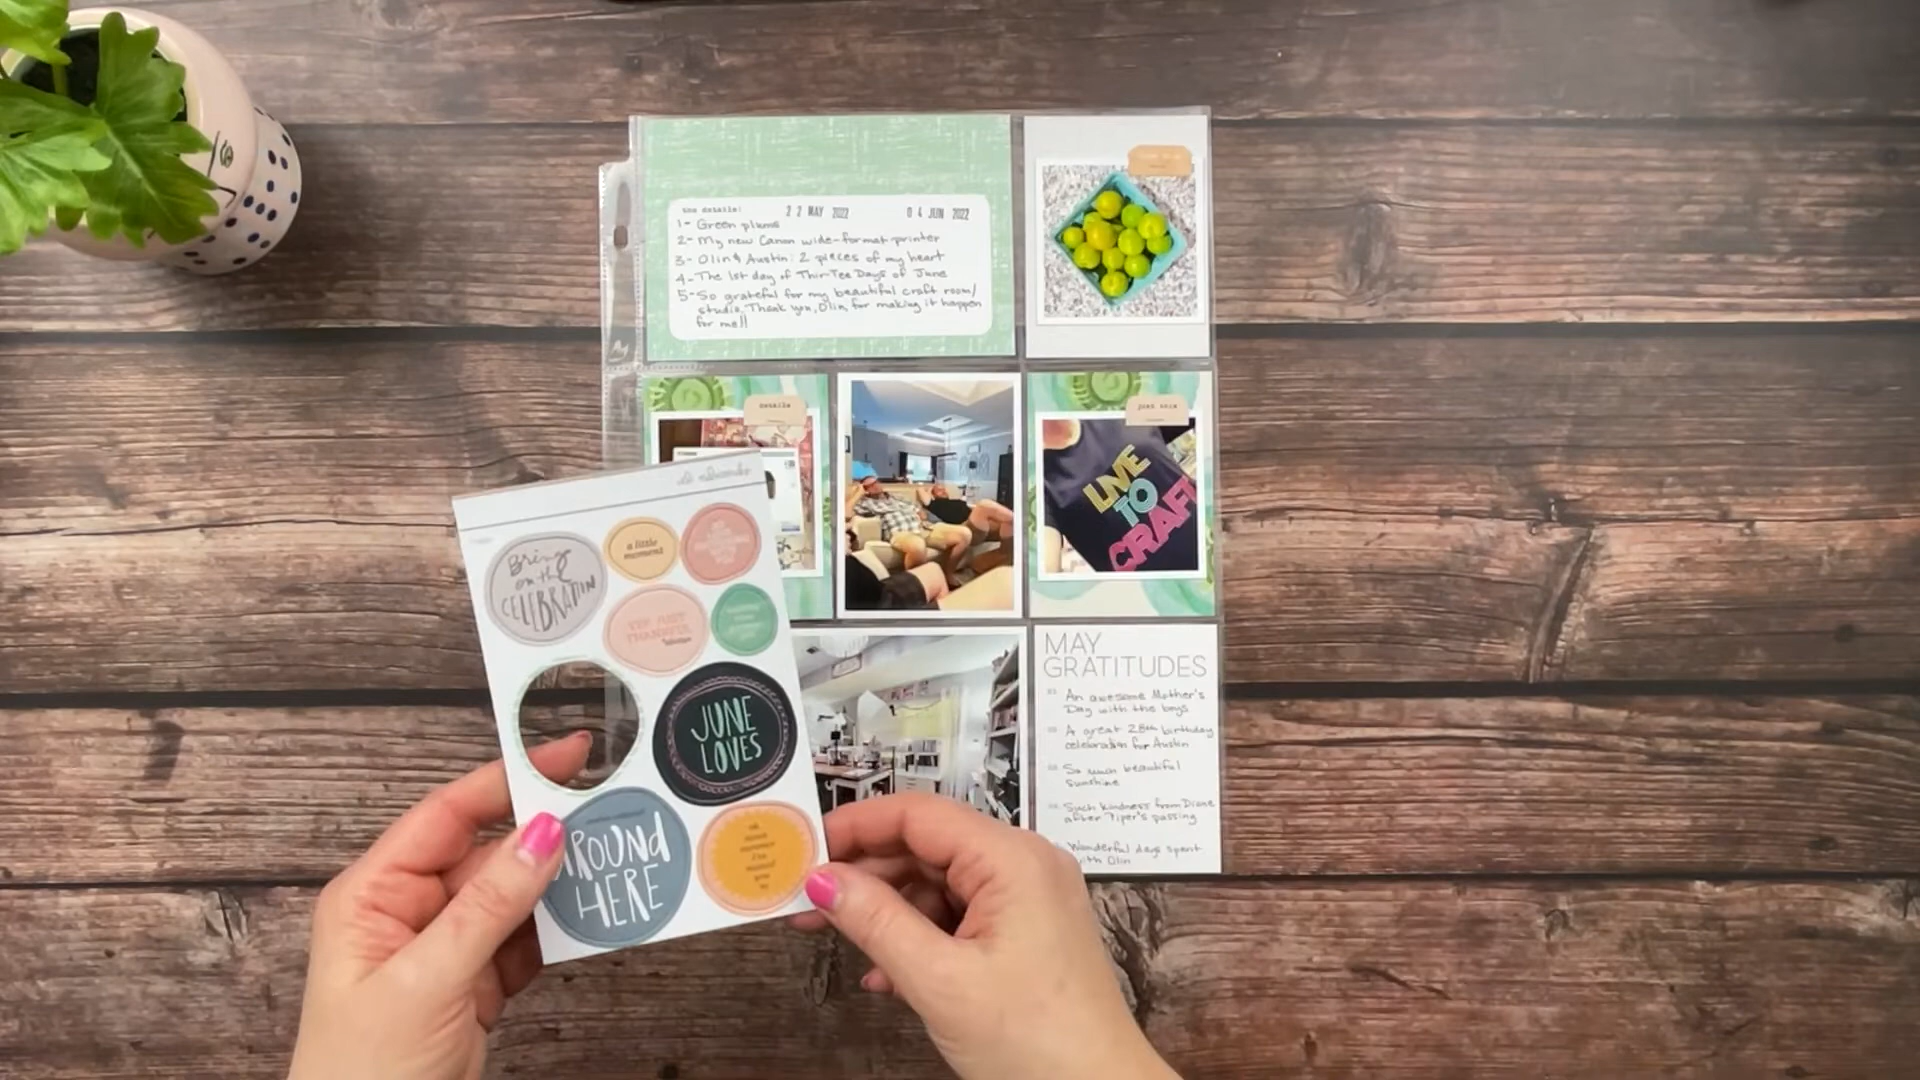 the details: 22 MAY 2022 04 JUN 2022
1- Green plums
2- My new Canon wide-format printer
3- Olin & Austin: 2 pieces of my heart
4- The 1st day of Thir-Tee Days of June
5- So grateful for my beautiful craft room/
studio. Thank you, Olin, for making it happen
for me!!
details
just this
LIVE
TO
CRAFT
Bring
on the
CELEBRATION
a little
moment
THANKFUL
JUNE
LOVES
AROUND
HERE
MAY
GRATITUDES
An awesome Mother's
Day with the boys
A great 28th birthday
celebration for Austin
So much beautiful
sunshine
Such kindness from Diane
after Piper's passing
Wonderful days spent
with Olin